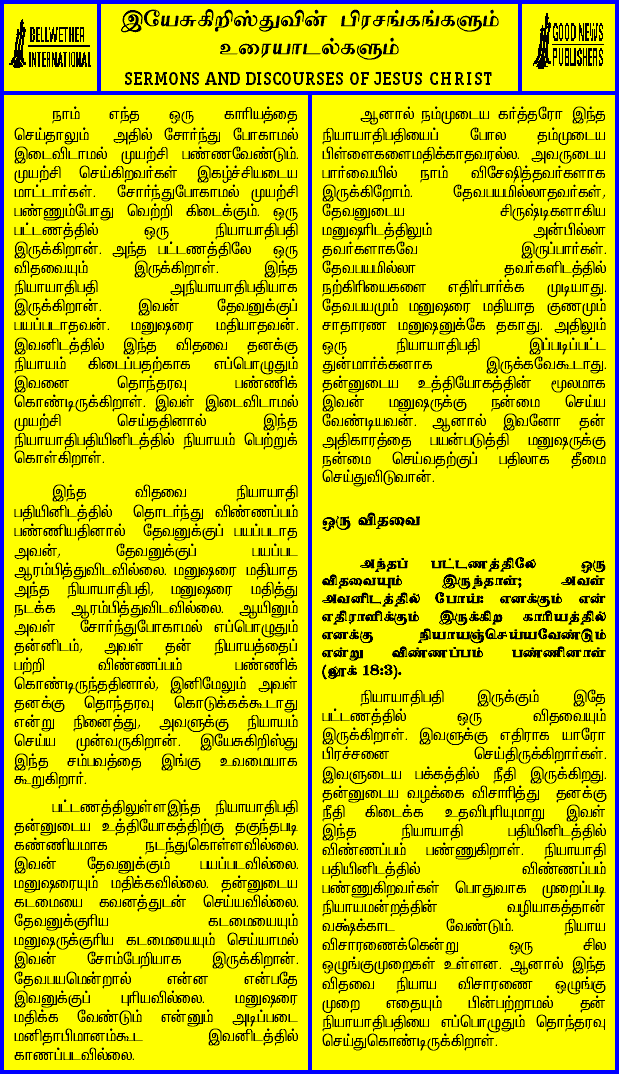 BELLWETHER
INTERNATIONAL
இயேசுகிறிஸ்துவின் பிரசங்கங்களும்
உரையாடல்களும்
SERMONS AND DISCOURSES OF JESUS CHRIST
GOOD NEWS
PUBLISHERS
நாம் எந்த ஒரு காரியத்தை
செய்தாலும் அதில் சோர்ந்து போகாமல்
இடைவிடாமல் முயற்சி பண்ணவேண்டும்.
முயற்சி செய்கிறவர்கள் இகழ்ச்சியடைய
மாட்டார்கள். சோர்ந்துபோகாமல் முயற்சி
பண்ணும்போது வெற்றி கிடைக்கும். ஒரு
பட்டணத்தில் ஒரு நியாயாதிபதி
இருக்கிறான். அந்த பட்டணத்திலே ஒரு
விதவையும் இருக்கிறாள். இந்த
நியாயாதிபதி அநியாயாதிபதியாக
இருக்கிறான். இவன் தேவனுக்குப்
பயப்படாதவன். மனுஷரை மதியாதவன்.
இவனிடத்தில் இந்த விதவை தனக்கு
நியாயம் கிடைப்பதற்காக எப்பொழுதும்
இவனை தொந்தரவு பண்ணிக்
கொண்டிருக்கிறாள். இவள் இடைவிடாமல்
முயற்சி செய்ததினால் இந்த
நியாயாதிபதியினிடத்தில் நியாயம் பெற்றுக்
கொள்கிறாள்.
இந்த விதவை நியாயாதி
பதியினிடத்தில் தொடர்ந்து விண்ணப்பம்
பண்ணியதினால் தேவனுக்குப் பயப்படாத
அவன், தேவனுக்குப் பயப்பட
ஆரம்பித்துவிடவில்லை. மனுஷரை மதியாத
அந்த நியாயாதிபதி, மனுஷரை மதித்து
நடக்க ஆரம்பித்துவிடவில்லை. ஆயினும்
அவள் சோர்ந்துபோகாமல் எப்பொழுதும்
தன்னிடம், அவள் தன் நியாயத்தைப்
பற்றி விண்ணப்பம் பண்ணிக்
கொண்டிருந்ததினால், இனிமேலும் அவள்
தனக்கு தொந்தரவு கொடுக்கக்கூடாது
என்று நினைத்து, அவளுக்கு நியாயம்
செய்ய முன்வருகிறான். இயேசுகிறிஸ்து
இந்த சம்பவத்தை இங்கு உவமையாக
கூறுகிறார்.
பட்டணத்திலுள்ளஇந்த நியாயாதிபதி
தன்னுடைய உத்தியோகத்திற்கு தகுந்தபடி
கண்ணியமாக நடந்துகொள்ளவில்லை.
இவன் தேவனுக்கும் பயப்படவில்லை.
மனுஷரையும் மதிக்கவில்லை. தன்னுடைய
கடமையை கவனத்துடன் செய்யவில்லை.
தேவனுக்குரிய கடமையையும்
மனுஷருக்குரிய கடமையையும் செய்யாமல்
இவன் சோம்பேறியாக இருக்கிறான்.
தேவபயமென்றால் என்ன என்பதே
இவனுக்குப் புரியவில்லை. மனுஷரை
மதிக்க வேண்டும் என்னும் அடிப்படை
மனிதாபிமானம்கூட இவனிடத்தில்
காணப்படவில்லை.
ஆனால் நம்முடைய கர்த்தரோ இந்த
நியாயாதிபதியைப் போல தம்முடைய
பிள்ளைகளைமதிக்காதவரல்ல. அவருடைய
பார்வையில் நாம் விசேஷித்தவர்களாக
இருக்கிறோம். தேவபயமில்லாதவர்கள்,
தேவனுடைய சிருஷ்டிகளாகிய
மனுஷரிடத்திலும் அன்பில்லா
தவர்களாகவே இருப்பார்கள்.
தேவபயமில்லா தவர்களிடத்தில்
நற்கிரியைகளை எதிர்பார்க்க முடியாது.
தேவபயமும் மனுஷரை மதியாத குணமும்
சாதாரண மனுஷனுக்கே தகாது. அதிலும்
ஒரு நியாயாதிபதி இப்படிப்பட்ட
துன்மார்க்கனாக இருக்கவேகூடாது.
தன்னுடைய உத்தியோகத்தின் மூலமாக
இவன் மனுஷருக்கு நன்மை செய்ய
வேண்டியவன். ஆனால் இவனோ தன்
அதிகாரத்தை பயன்படுத்தி மனுஷருக்கு
நன்மை செய்வதற்குப் பதிலாக தீமை
செய்துவிடுவான்.
ஒரு விதவை
அந்தப் பட்டணத்திலே ஒரு
விதவையும் இருந்தாள்; அவள்
அவனிடத்தில் போய்: எனக்கும் என்
எதிராளிக்கும் இருக்கிற காரியத்தில்
எனக்கு நியாயஞ்செய்யவேண்டும்
என்று விண்ணப்பம் பண்ணினாள்
(லூக் 18:3).
நியாயாதிபதி இருக்கும் இதே
பட்டணத்தில் ஒரு விதவையும்
இருக்கிறாள். இவளுக்கு எதிராக யாரோ
பிரச்சனை செய்திருக்கிறார்கள்.
இவளுடைய பக்கத்தில் நீதி இருக்கிறது.
தன்னுடைய வழக்கை விசாரித்து தனக்கு
நீதி கிடைக்க உதவிபுரியுமாறு இவள்
இந்த நியாயாதி பதியினிடத்தில்
விண்ணப்பம் பண்ணுகிறாள். நியாயாதி
பதியினிடத்தில் விண்ணப்பம்
பண்ணுகிறவர்கள் பொதுவாக முறைப்படி
நியாயமன்றத்தின் வழியாகத்தான்
வழக்காட வேண்டும். நியாய
விசாரணைக்கென்று ஒரு சில
ஒழுங்குமுறைகள் உள்ளன. ஆனால் இந்த
விதவை நியாய விசாரணை ஒழுங்கு
முறை எதையும் பின்பற்றாமல் தன்
நியாயாதிபதியை எப்பொழுதும் தொந்தரவு
செய்துகொண்டிருக்கிறாள்.